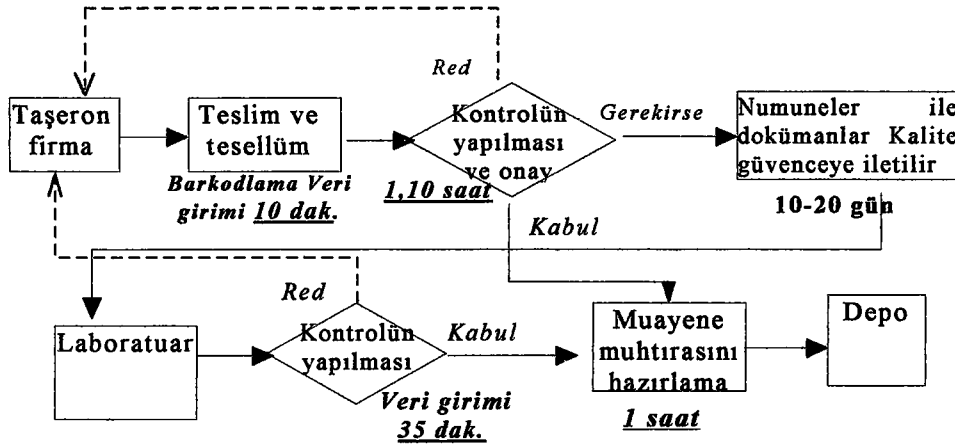 Red
Taşeron
firma
Teslim ve
tesellüm
Barkodlama Veri
girimi 10 dak.
Kontrolün
yapılması
ve onay
1,10 saat
Gerekirse
Numuneler ile
dokümanlar Kalite
güvenceye iletilir
10-20 gün
Kabul
Laboratuar
Red
Kontrolün
yapılması
Kabul
Veri girimi
35 dak.
Muayene
muhtırasını
hazırlama
1 saat
Depo